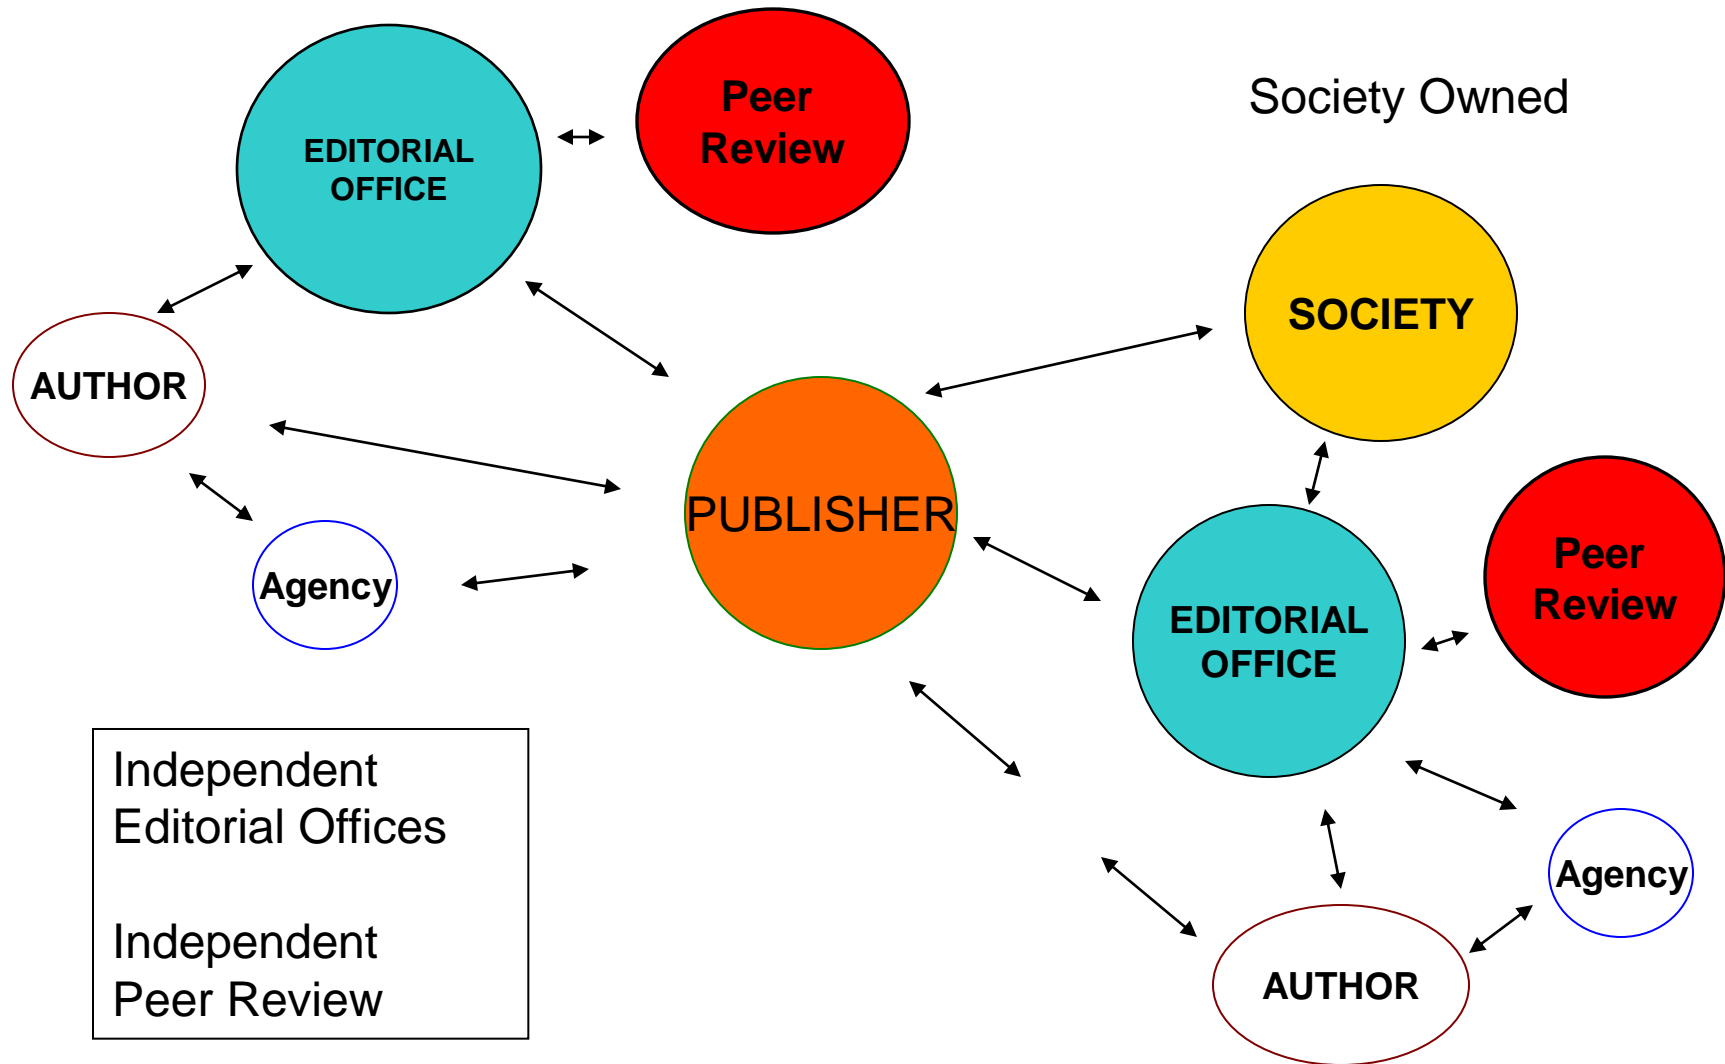 Peer
Review
Society Owned
EDITORIAL
OFFICE
SOCIETY
AUTHOR
PUBLISHER
Agency
Peer
Review
EDITORIAL
OFFICE
Independent
Editorial Offices
Independent
Peer Review
Agency
AUTHOR